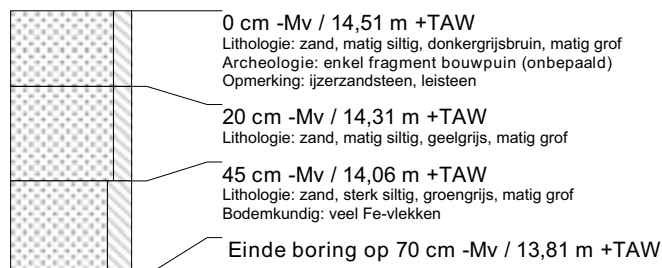 0 cm -Mv / 14,51 m +TAW
Lithologie: zand, matig siltig, donkergrijsbruin, matig grof
Archeologie: enkel fragment bouwpuin (onbepaald)
Opmerking: ijzerzandsteen, leisteen
20 cm -Mv / 14,31 m +TAW
Lithologie: zand, matig siltig, geelgrijs, matig grof
45 cm -Mv / 14,06 m +TAW
Lithologie: zand, sterk siltig, groengrijs, matig grof
Bodemkundig: veel Fe-vlekken
Einde boring op 70 cm -Mv / 13,81 m +TAW